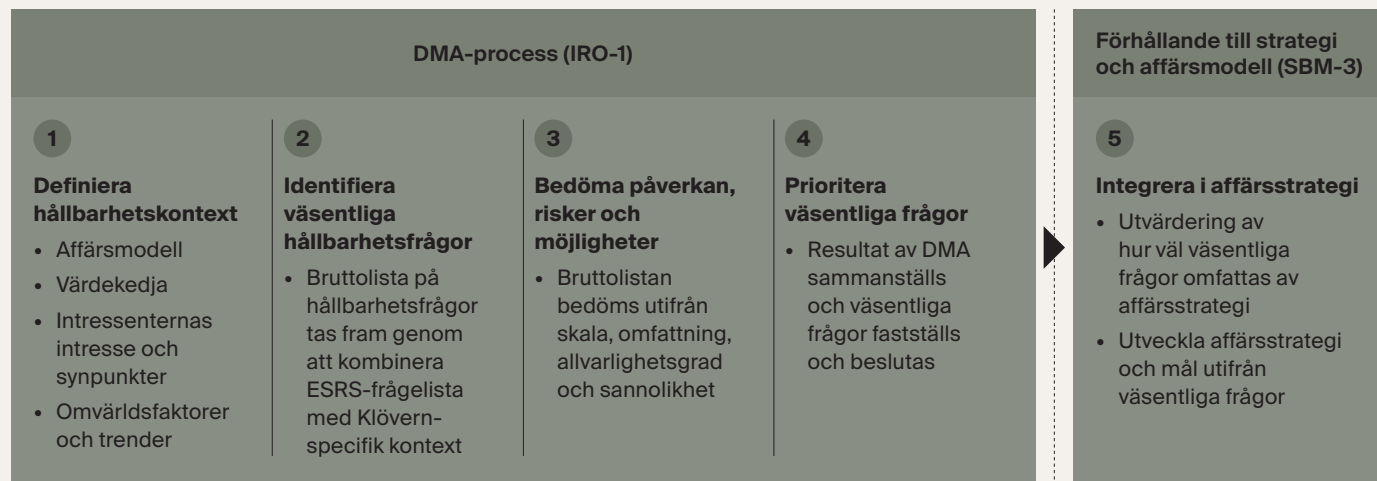 DMA-process (IRO-1)
1
Definiera
hållbarhetskontext
• Affärsmodell
• Värdekedja
• Intressenternas
intresse och
synpunkter
• Omvärldsfaktorer
och trender
2
Identifiera
väsentliga
hållbarhetsfrågor
• Bruttolista på
hållbarhetsfrågor
tas fram genom
att kombinera
ESRS-frågelista
med Klövern-
specifik kontext
3
Bedöma påverkan,
risker och
möjligheter
• Bruttolistan
bedöms utifrån
skala, omfattning,
allvarlighetsgrad
och sannolikhet
4
Prioritera
väsentliga frågor
• Resultat av DMA
sammanställs
och väsentliga
frågor fastställs
och beslutas
Förhållande till strategi
och affärsmodell (SBM-3)
5
Integrera i affärsstrategi
• Utvärdering av
hur väl väsentliga
frågor omfattas av
affärsstrategi
• Utveckla affärsstrategi
och mål utifrån
väsentliga frågor